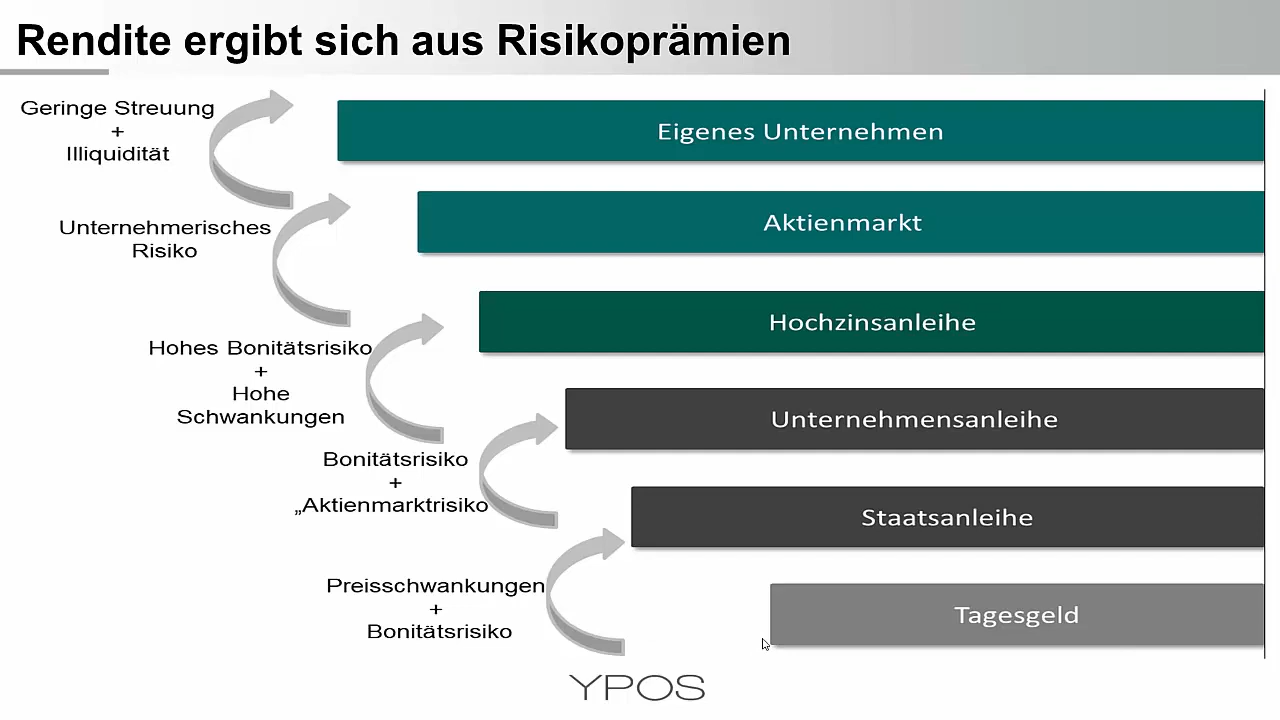 Rendite ergibt sich aus Risikoprämien
Geringe Streuung
+
Illiquidität
Eigenes Unternehmen
Unternehmerisches
Risiko
Aktienmarkt
Hohes Bonitätsrisiko
+
Hohe
Schwankungen
Hochzinsanleihe
Bonitätsrisiko
+
„Aktienmarktrisiko
Unternehmensanleihe
Preisschwankungen
+
Bonitätsrisiko
Staatsanleihe
Tagesgeld
YPOS